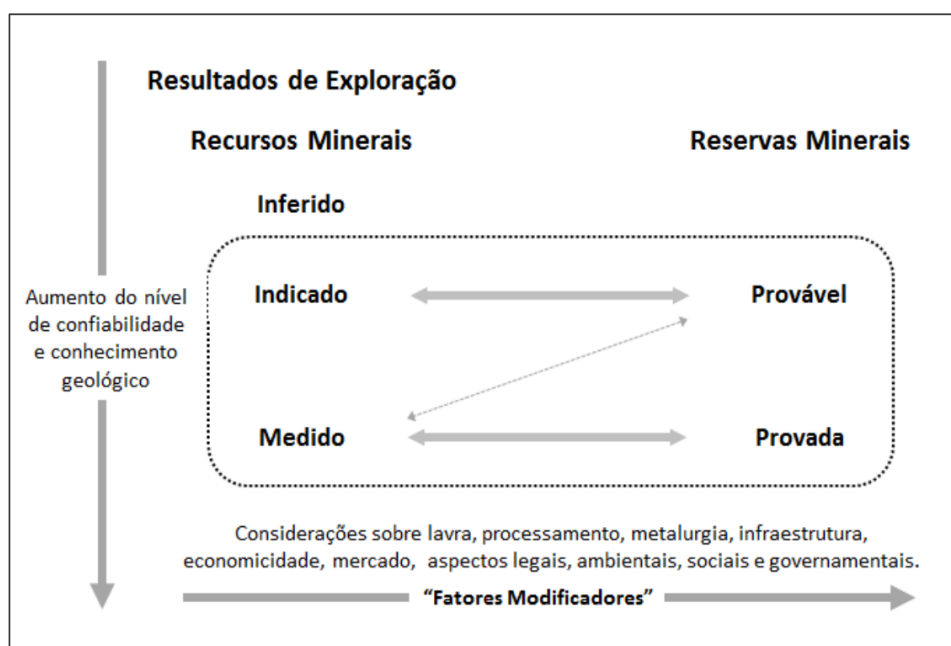 Resultados de Exploração
Recursos Minerais
Reservas Minerais
Inferido
Indicado
Provável
Aumento do nível
de confiabilidade
e conhecimento
geológico
Medido
Provada
Considerações sobre lavra, processamento, metalurgia, infraestrutura,
economicidade, mercado, aspectos legais, ambientais, sociais e governamentais.
“Fatores Modificadores”